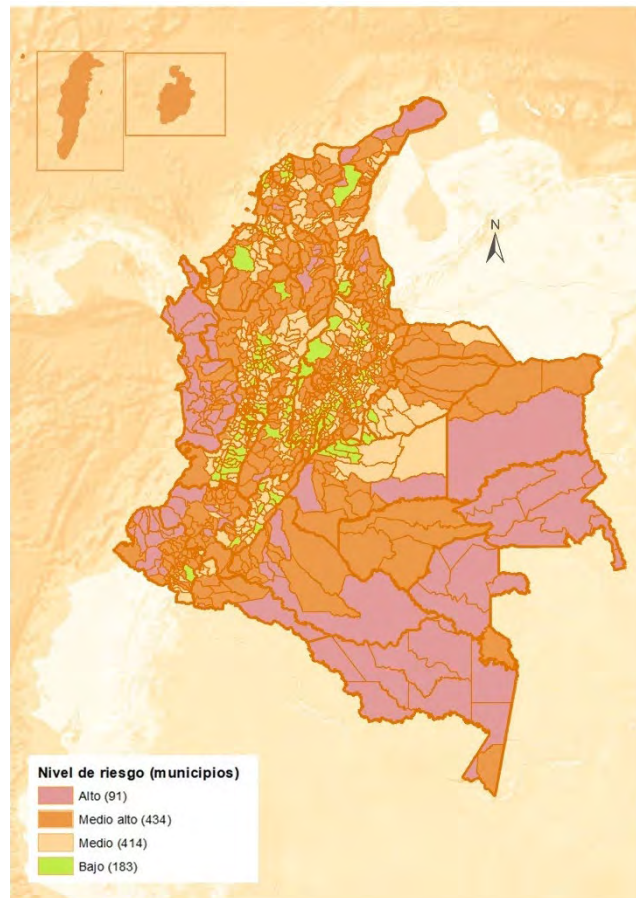 N
Nivel de riesgo (municipios)
Alto (91)
Medio alto (434)
Medio (414)
Bajo (183)